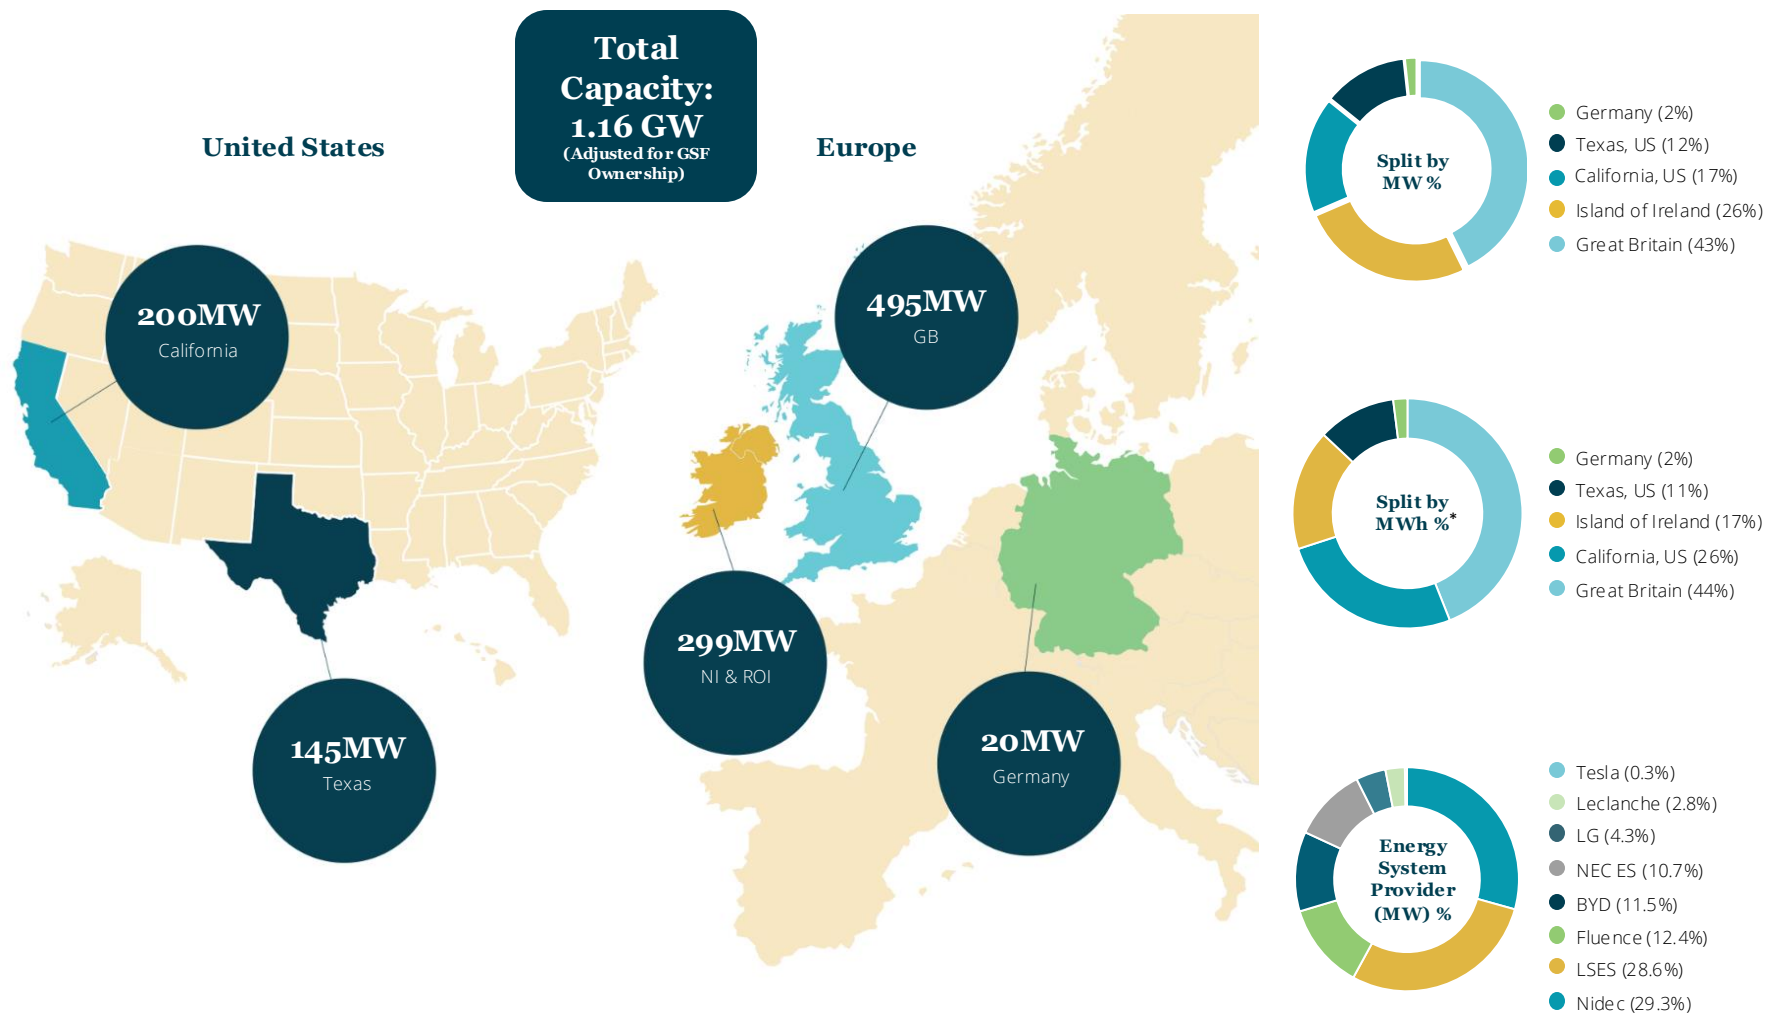 Total
Capacity:
1.16 GW
(Adjusted for GSF
Ownership)
United States
Europe
200MW
California
145MW
Texas
495MW
GB
299MW
NI & ROI
20MW
Germany
Split by
MW %
Germany (2%)
Texas, US (12%)
California, US (17%)
Island of Ireland (26%)
Great Britain (43%)
Split by
MWh %*
Germany (2%)
Texas, US (11%)
Island of Ireland (17%)
California, US (26%)
Great Britain (44%)
Energy
System
Provider
(MW) %
Tesla (0.3%)
Leclanche (2.8%)
LG (4.3%)
NEC ES (10.7%)
BYD (11.5%)
Fluence (12.4%)
LSES (28.6%)
Nidec (29.3%)